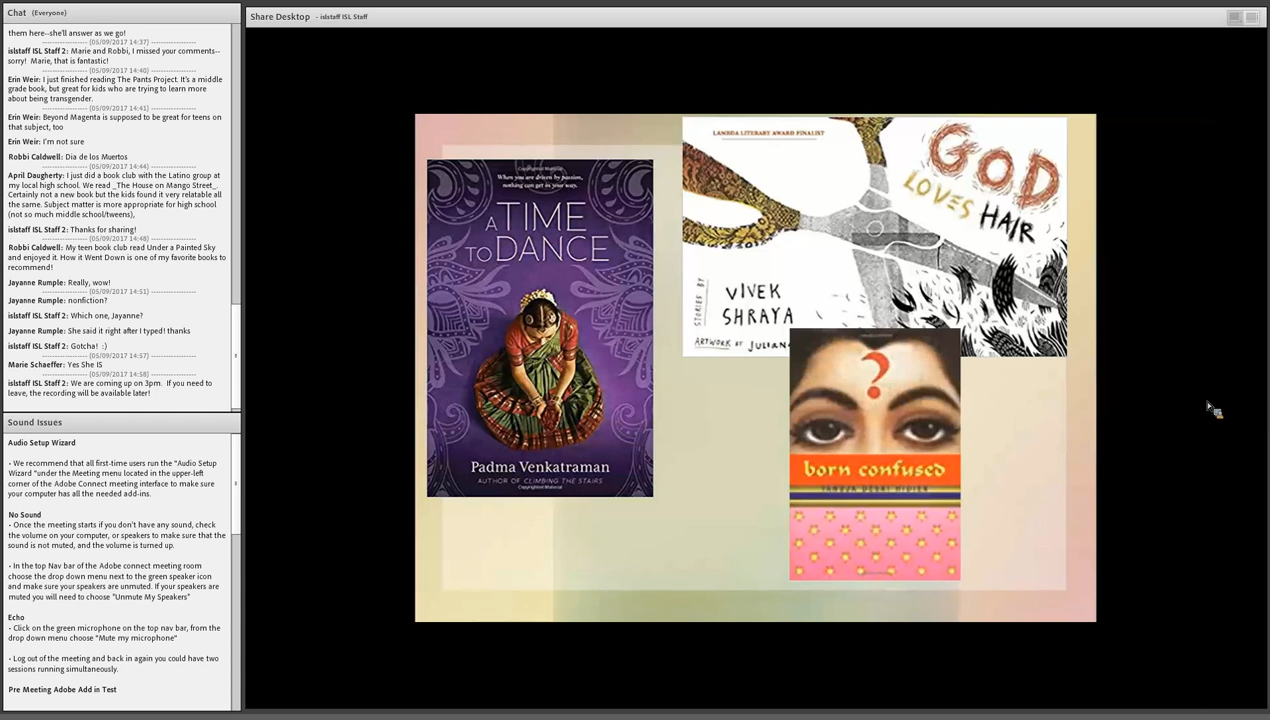 Chat (Everyone)
them here--she'll answer as we go!
------------------ (05/09/2017 14:37) ------------------
islstaff ISL Staff 2: Marie and Robbi, I missed your comments--
sorry! Marie, that is fantastic!
------------------ (05/09/2017 14:40) ------------------
Erin Weir: I just finished reading The Pants Project. It's a middle
grade book, but great for kids who are trying to learn more
about being transgender.
------------------ (05/09/2017 14:41) ------------------
Erin Weir: Beyond Magenta is supposed to be great for teens on
that subject, too
Erin Weir: I'm not sure
Robbi Caldwell: Dia de los Muertos
------------------ (05/09/2017 14:44) ------------------
April Daugherty: I just did a book club with the Latino group at
my local high school. We read _The House on Mango Street_.
Certainly not a new book but the kids found it very relatable all
the same. Subject matter is more appropriate for high school
(not so much middle school/tweens),
islstaff ISL Staff 2: Thanks for sharing!
------------------ (05/09/2017 14:48) ------------------
Robbi Caldwell: My teen book club read Under a Painted Sky
and enjoyed it. How it Went Down is one of my favorite books to
recommend!
Jayanne Rumple: Really, wow!
------------------ (05/09/2017 14:51) ------------------
Jayanne Rumple: nonfiction?
islstaff ISL Staff 2: Which one, Jayanne?
Jayanne Rumple: She said it right after I typed! thanks
islstaff ISL Staff 2: Gotcha! :)
------------------ (05/09/2017 14:57) ------------------
Marie Schaeffer: Yes She IS
------------------ (05/09/2017 14:58) ------------------
islstaff ISL Staff 2: We are coming up on 3pm. If you need to
leave, the recording will be available later!
Sound Issues
Audio Setup Wizard
• We recommend that all first-time users run the "Audio Setup
Wizard "under the Meeting menu located in the upper-left
corner of the Adobe Connect meeting interface to make sure
your computer has all the needed add-ins.
No Sound
• Once the meeting starts if you don't have any sound, check
the volume on your computer, or speakers to make sure that the
sound is not muted, and the volume is turned up.
• In the top Nav bar of the Adobe connect meeting room
choose the drop down menu next to the green speaker icon
and make sure your speakers are unmuted. If your speakers are
muted you will need to choose "Unmute My Speakers"
Echo
• Click on the green microphone on the top nav bar, from the
drop down menu choose "Mute my microphone"
• Log out of the meeting and back in again you could have two
sessions running simultaneously.
Pre Meeting Adobe Add in Test
Share Desktop - islstaff ISL Staff
Copyrighted Material
When you are driven by passion,
nothing can get in your way.
A TIME
TO DANCE
Padma Venkatraman
AUTHOR OF CLIMBING THE STAIRS
Copyrighted Material
LAMBDA LITERARY AWARD FINALIST
GOD
LOVES HAIR
STORIES BY
VIVEK
SHRAYA
ARTWORK BY JULIANA
?
born confused
TANUJA DESAI HIDIER